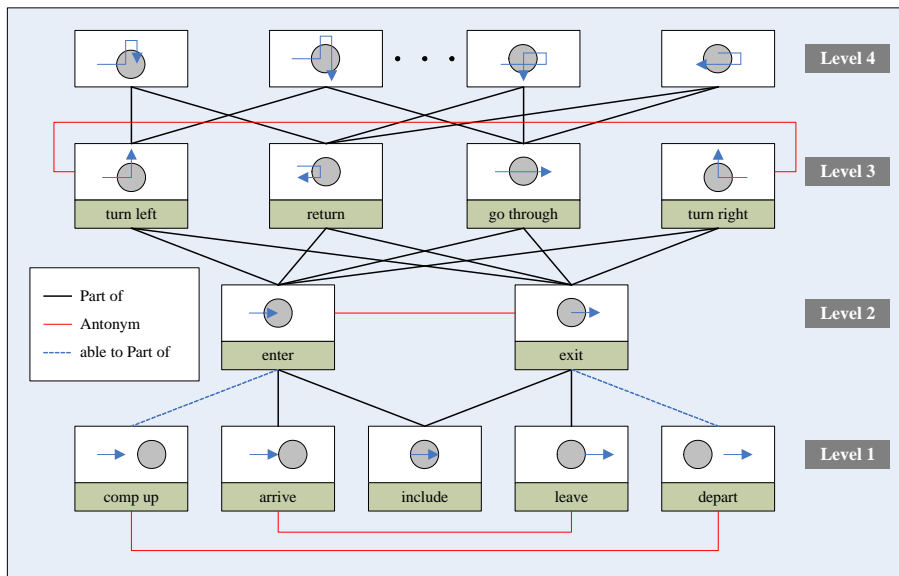 Level 4
Level 3
turn left
return
go through
turn right
Part of
Antonym
able to Part of
Level 2
enter
exit
Level 1
comp up
arrive
include
leave
depart